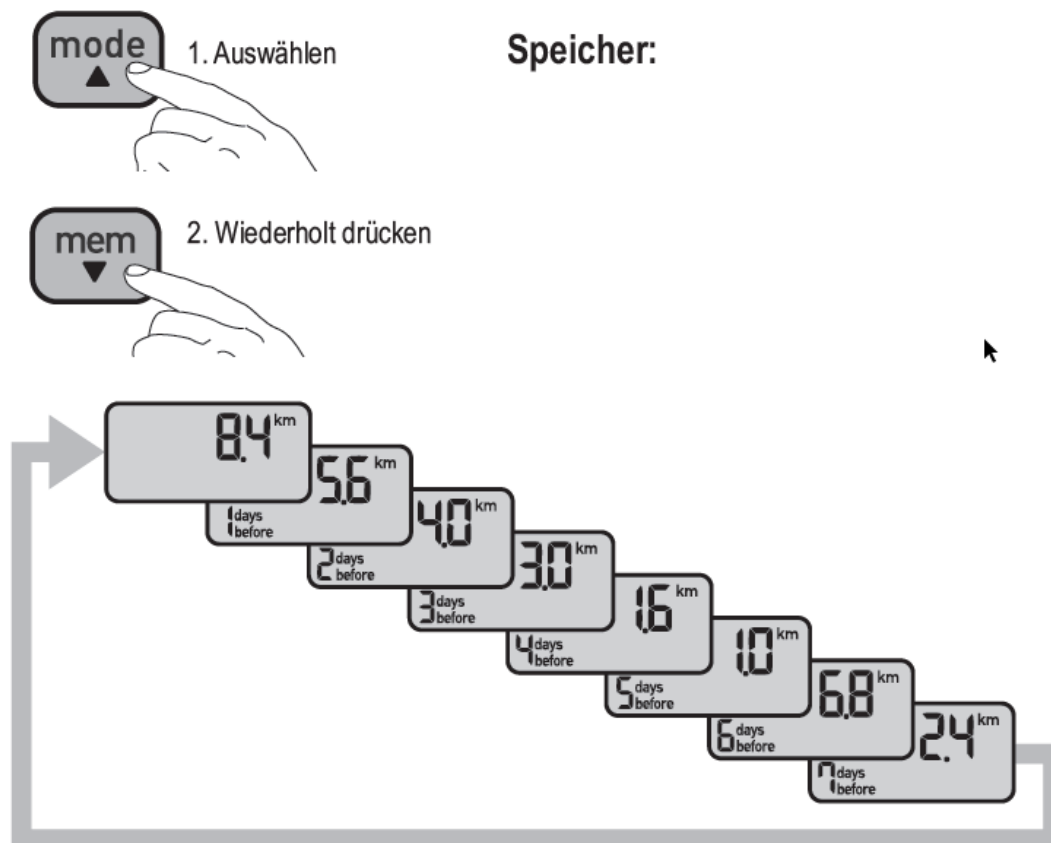 mode
1. Auswählen
Speicher:
mem
2. Wiederholt drücken
8.4 km
5.6 km
1 days before
4.0 km
2 days before
3.0 km
3 days before
1.6 km
4 days before
1.0 km
5 days before
6.8 km
6 days before
2.4 km
7 days before